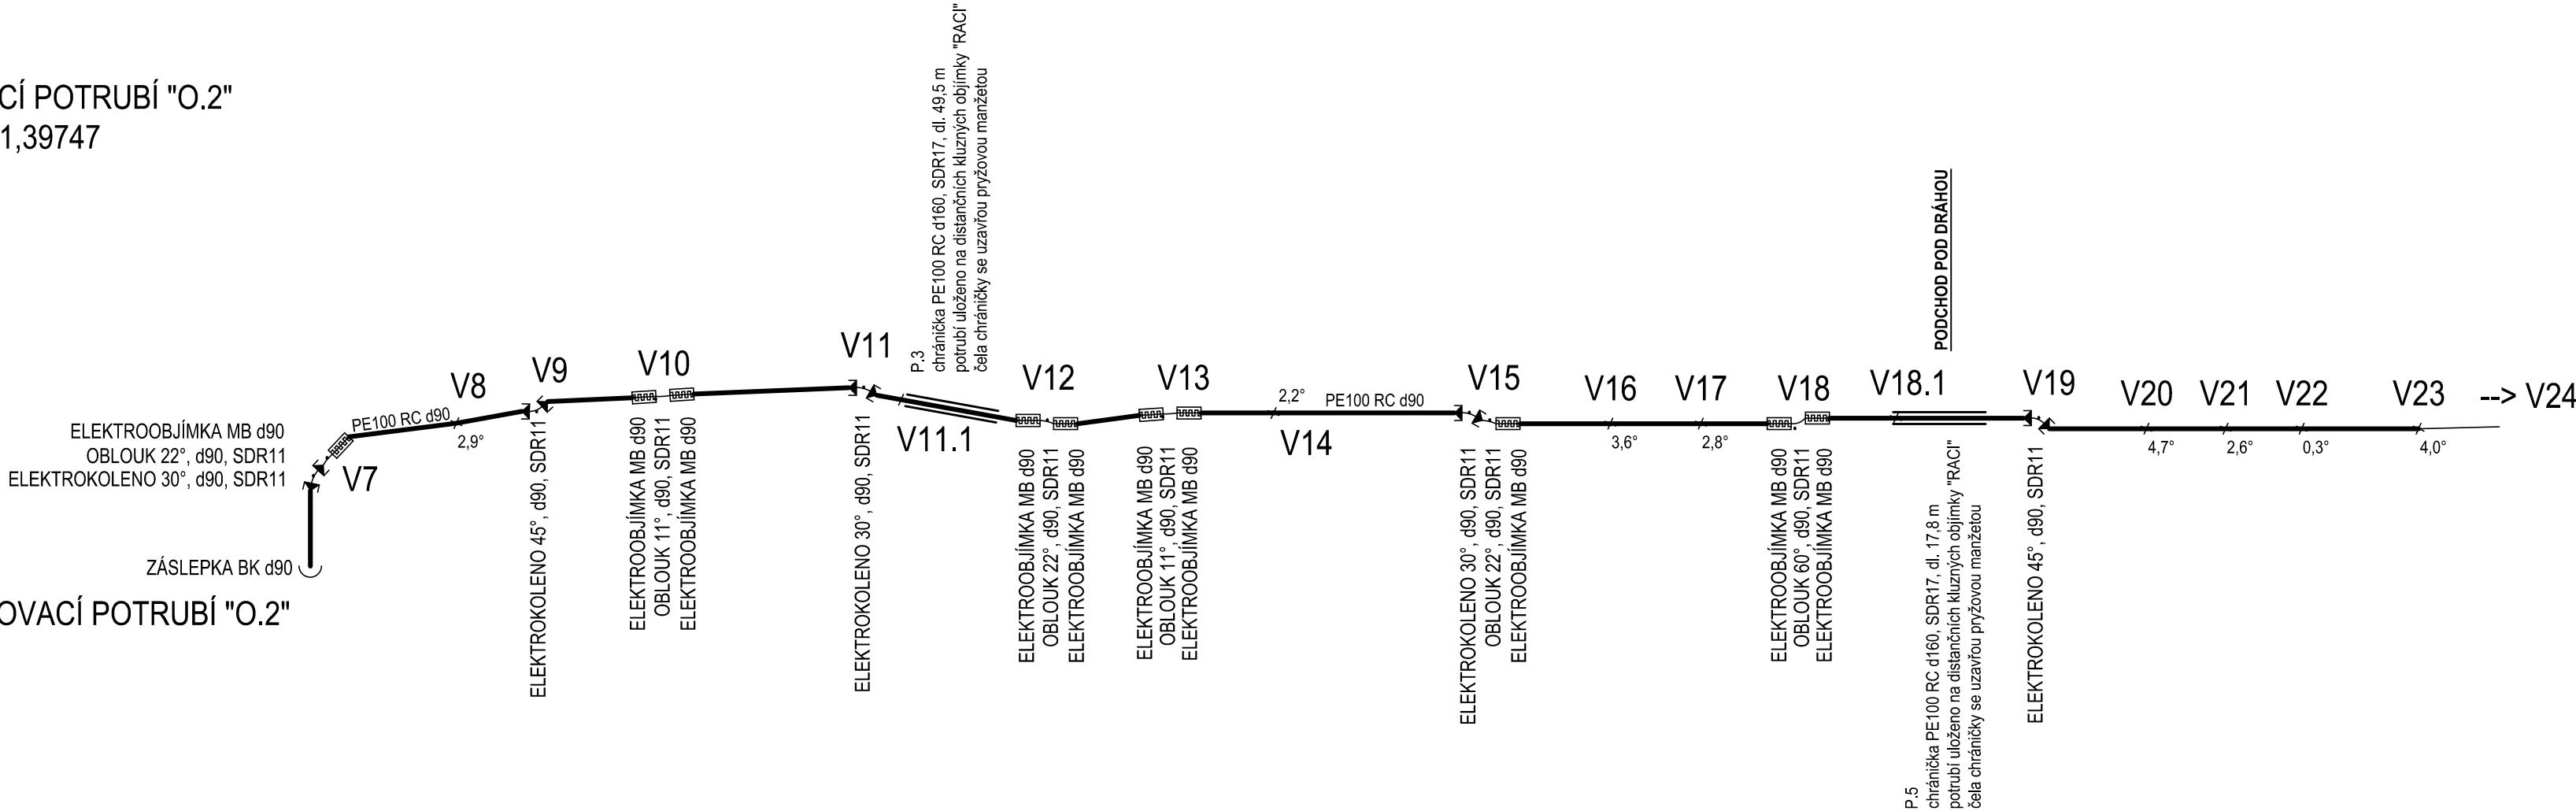 CÍ POTRUBÍ "O.2"
1,39747
ELEKTROOBJÍMKA MB d90
OBLOUK 22°, d90, SDR11
ELEKTROKOLENO 30°, d90, SDR11
V7
ZÁSLEPKA BK d90
OVACÍ POTRUBÍ "O.2"
PE100 RC d90
V8
2,9°
V9
ELEKTROKOLENO 45°, d90, SDR11
V10
ELEKTROOBJÍMKA MB d90
OBLOUK 11°, d90, SDR11
ELEKTROOBJÍMKA MB d90
V11
ELEKTROKOLENO 30°, d90, SDR11
P.3
chránička PE100 RC d160, SDR17, dl. 49,5 m
potrubí uloženo na distančních kluzných objímky "RACI"
čela chráničky se uzavřou pryžovou manžetou
V11.1
V12
ELEKTROOBJÍMKA MB d90
OBLOUK 22°, d90, SDR11
ELEKTROOBJÍMKA MB d90
V13
ELEKTROOBJÍMKA MB d90
OBLOUK 11°, d90, SDR11
ELEKTROOBJÍMKA MB d90
2,2°
V14
PE100 RC d90
V15
ELEKTROKOLENO 30°, d90, SDR11
OBLOUK 22°, d90, SDR11
ELEKTROOBJÍMKA MB d90
V16
3,6°
V17
2,8°
V18
ELEKTROOBJÍMKA MB d90
OBLOUK 60°, d90, SDR11
ELEKTROOBJÍMKA MB d90
V18.1
PODCHOD POD DRÁHOU
P.5
chránička PE100 RC d160, SDR17, dl. 17,8 m
potrubí uloženo na distančních kluzných objímky "RACI"
čela chráničky se uzavřou pryžovou manžetou
V19
ELEKTROKOLENO 45°, d90, SDR11
V20
4,7°
V21
2,6°
V22
0,3°
V23
4,0°
--> V24